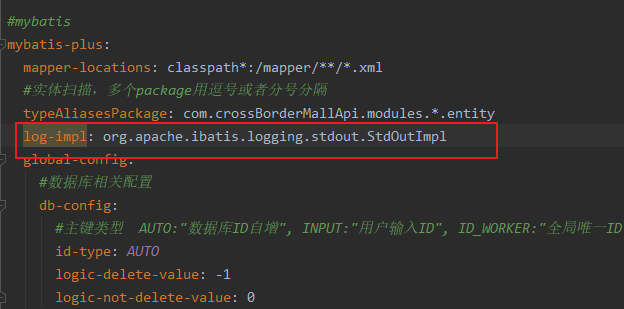 #mybatis
mybatis-plus:
mapper-locations: classpath*:/mapper/**/*.xml
#实体扫描，多个package用逗号或者分号分隔
typeAliasesPackage: com.crossBorderMallApi.modules.*.entity
log-impl: org.apache.ibatis.logging.stdout.StdOutImpl
global-config:
#数据库相关配置
db-config:
#主键类型  AUTO:"数据库ID自增", INPUT:"用户输入ID", ID_WORKER:"全局唯一ID
id-type: AUTO
logic-delete-value: -1
logic-not-delete-value: 0